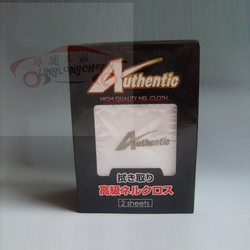 LINGLONGCHE
Authentic
HIGH QUALITY NEL CLOTH
Authentic
拭き取り
高級ネルクロス
2 sheets